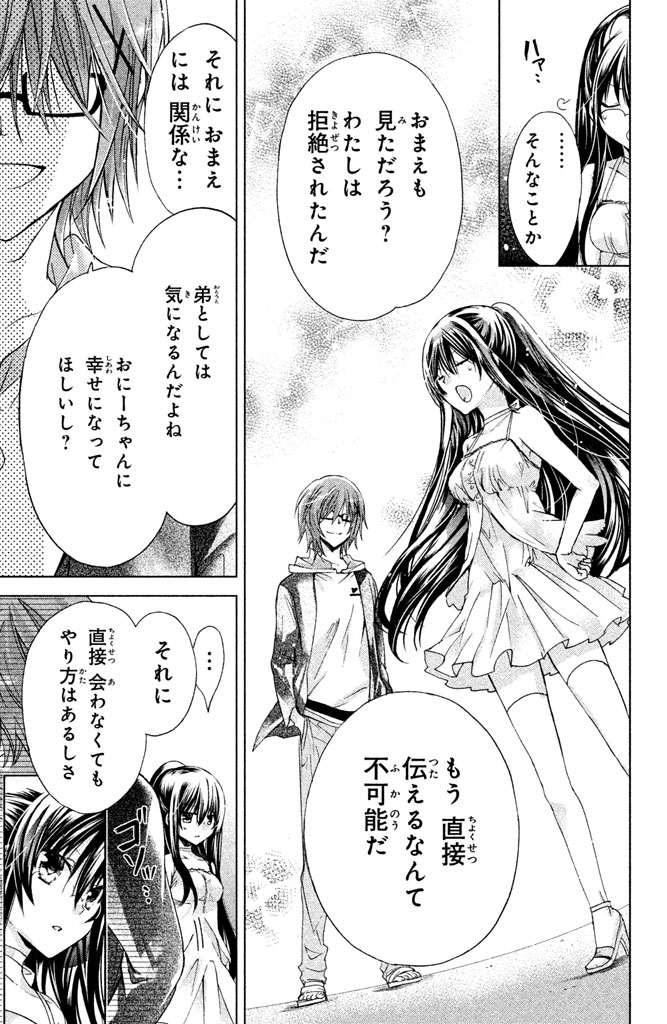 ハァ…
……
そんなことか
おまえも
見ただろう?
わたしは
拒絶されたんだ
もう 直接
伝えるなんて
不可能だ
それに おまえ
には 関係な…
弟としては
気になるんだよね
おにーちゃんに
幸せになって
ほしいし?
…
それに
直接 会わなくても
やり方はあるしさ
ゴソッ…